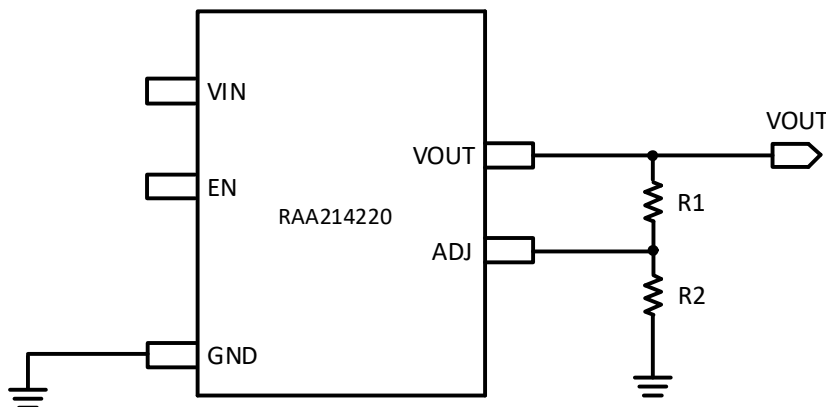 VIN
EN
GND
RAA214220
VOUT
ADJ
VOUT
R1
R2